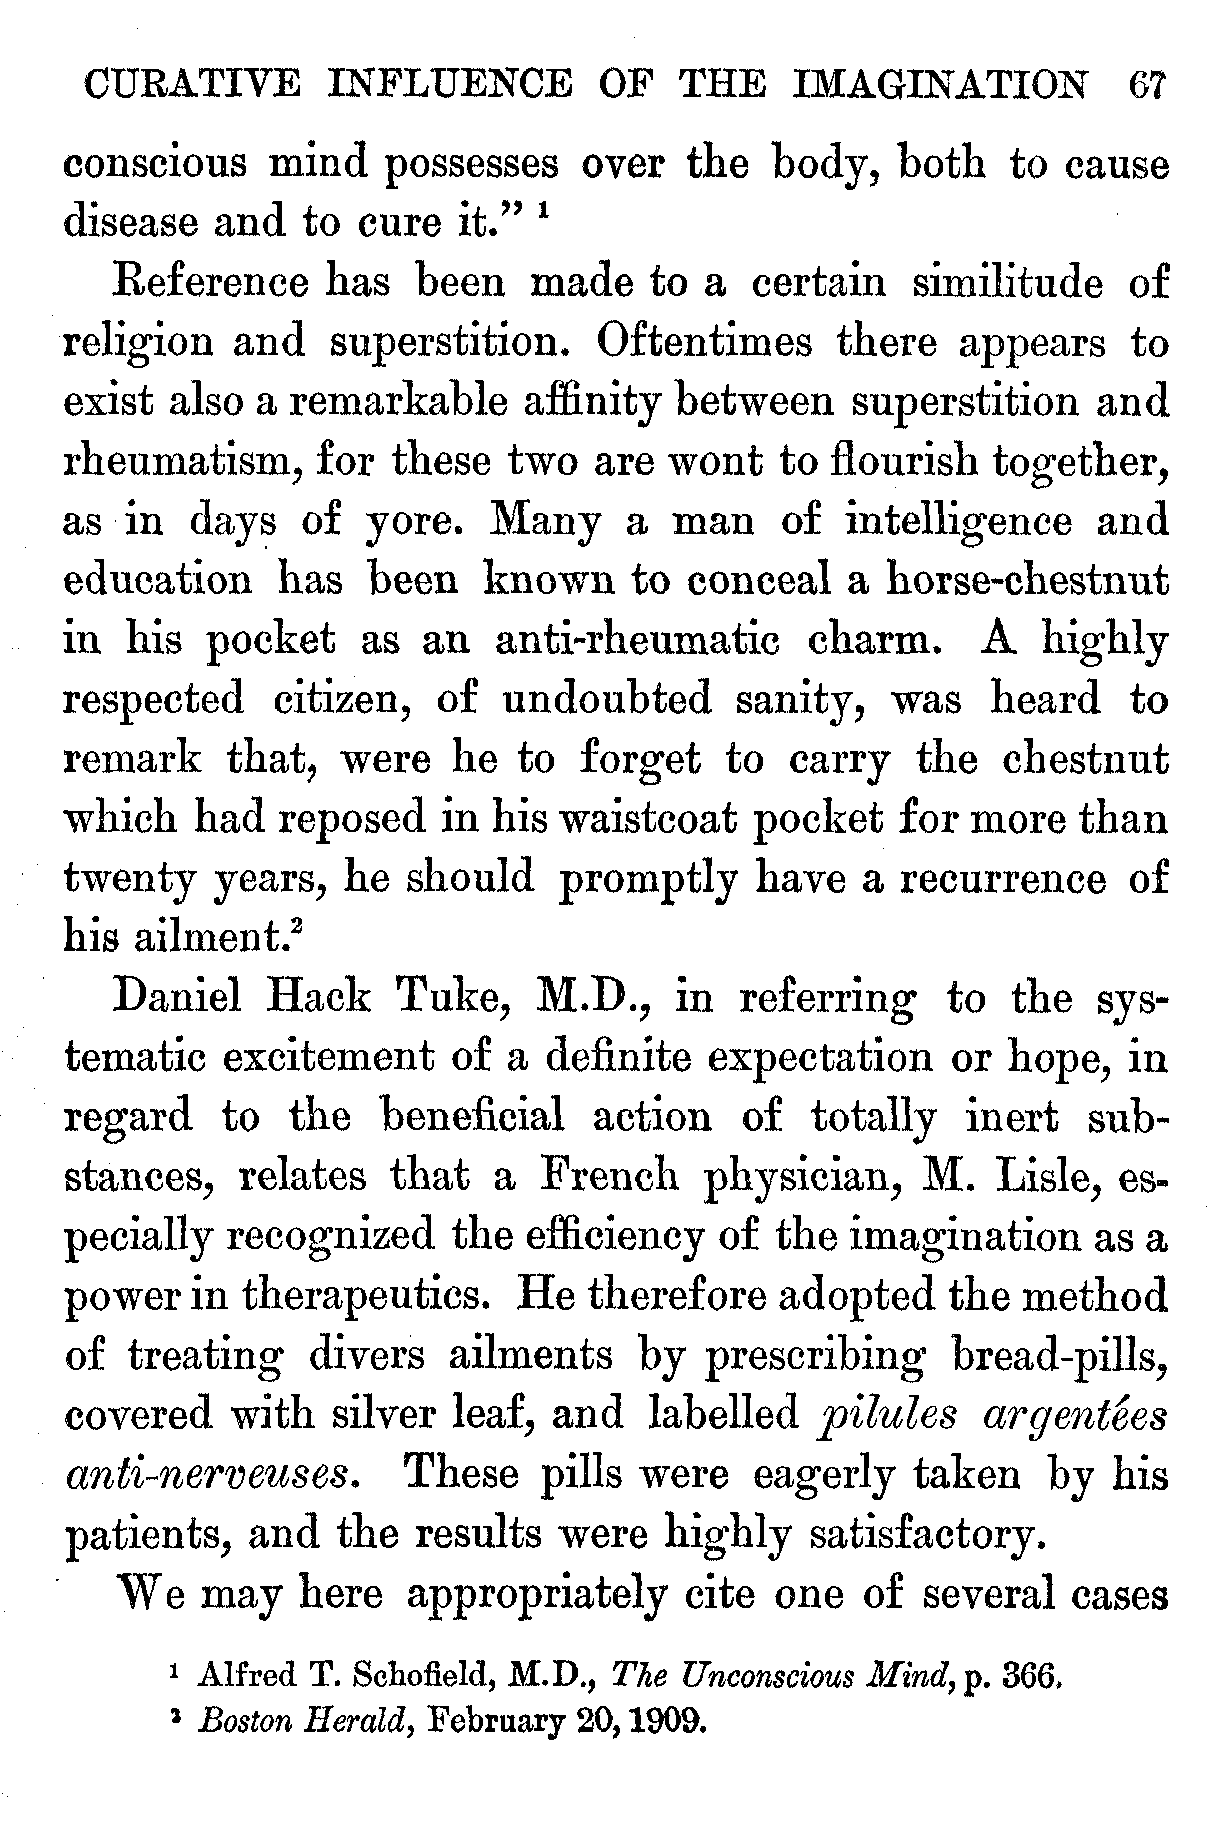 CURATIVE INFLUENCE OF THE IMAGINATION 67
conscious mind possesses over the body, both to cause
disease and to cure it." ¹
Reference has been made to a certain similitude of
religion and superstition. Oftentimes there appears to
exist also a remarkable affinity between superstition and
rheumatism, for these two are wont to flourish together,
as in days of yore. Many a man of intelligence and
education has been known to conceal a horse-chestnut
in his pocket as an anti-rheumatic charm. A highly
respected citizen, of undoubted sanity, was heard to
remark that, were he to forget to carry the chestnut
which had reposed in his waistcoat pocket for more than
twenty years, he should promptly have a recurrence of
his ailment.²
Daniel Hack Tuke, M.D., in referring to the sys-
tematic excitement of a definite expectation or hope, in
regard to the beneficial action of totally inert sub-
stances, relates that a French physician, M. Lisle, es-
pecially recognized the efficiency of the imagination as a
power in therapeutics. He therefore adopted the method
of treating divers ailments by prescribing bread-pills,
covered with silver leaf, and labelled pilules argentées
anti-nerveuses. These pills were eagerly taken by his
patients, and the results were highly satisfactory.
We may here appropriately cite one of several cases
¹ Alfred T. Schofield, M.D., The Unconscious Mind, p. 366.
² Boston Herald, February 20, 1909.